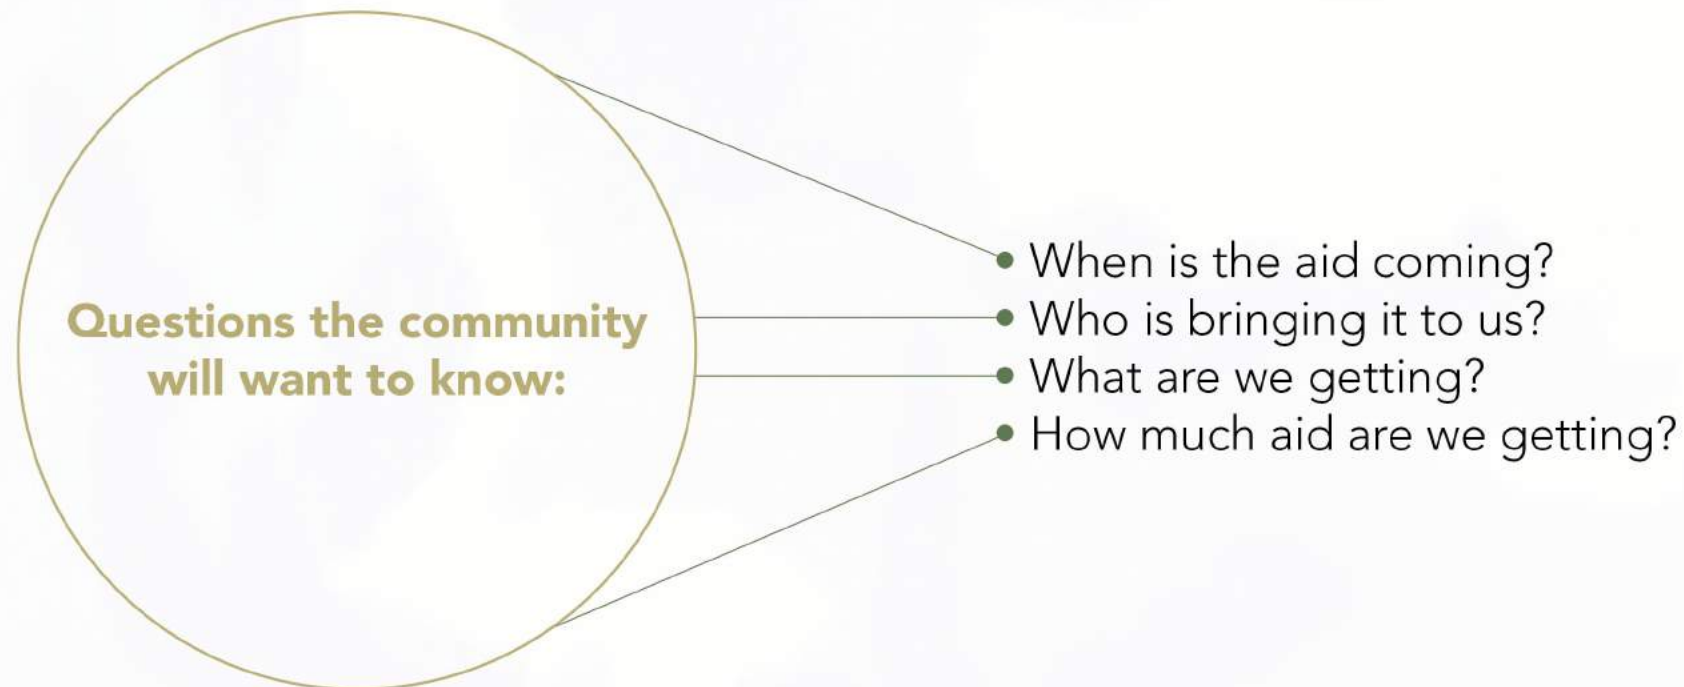 Questions the community
will want to know:
When is the aid coming?
Who is bringing it to us?
What are we getting?
How much aid are we getting?